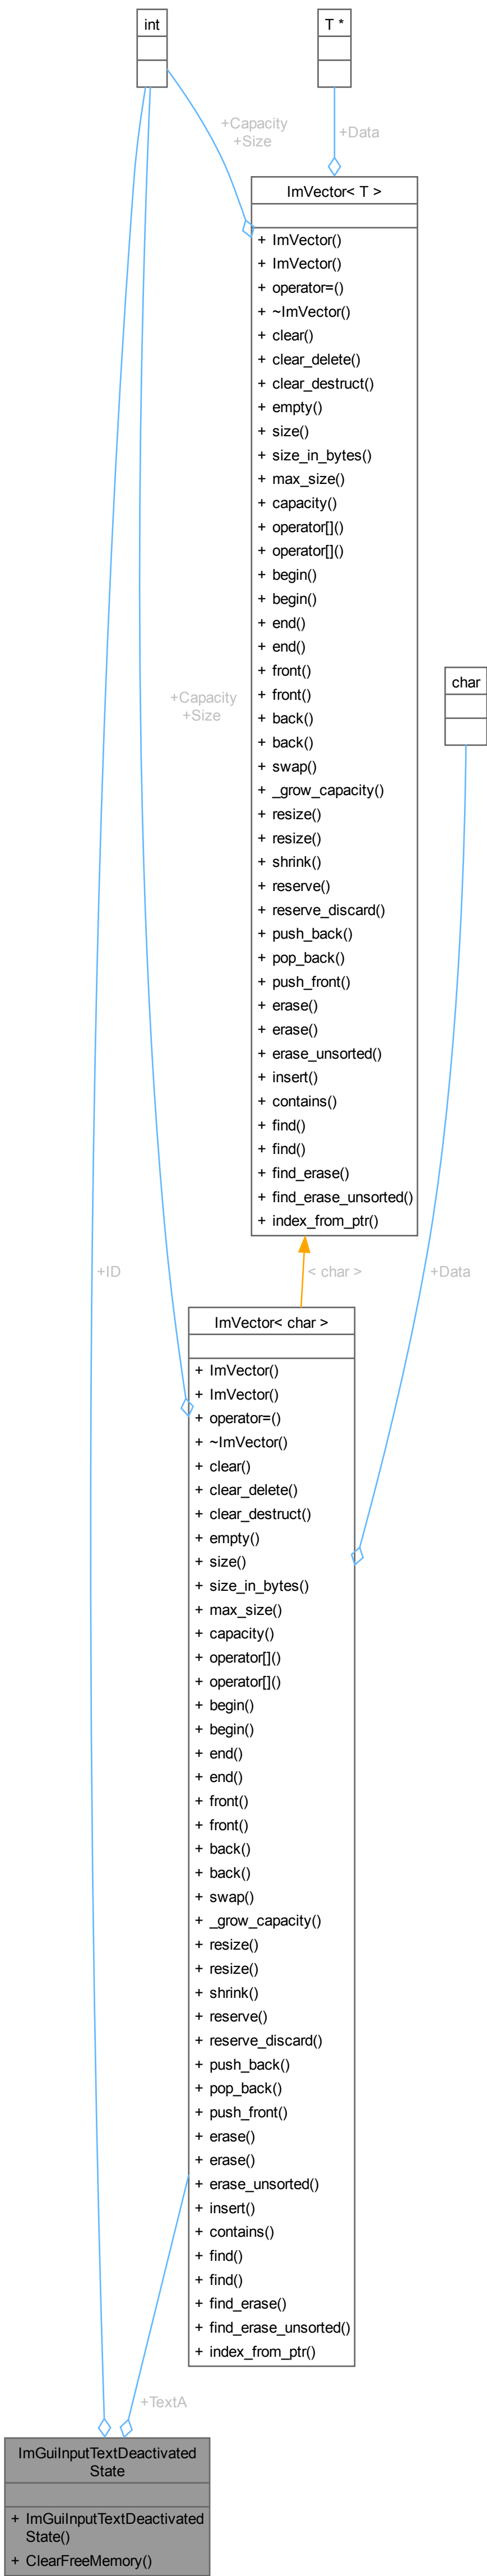 int
T *
+Capacity
+Size
+Data
ImVector< T >
+ ImVector()
+ ImVector()
+ operator=()
+ ~ImVector()
+ clear()
+ clear_delete()
+ clear_destruct()
+ empty()
+ size()
+ size_in_bytes()
+ max_size()
+ capacity()
+ operator[]()
+ operator[]()
+ begin()
+ begin()
+ end()
+ end()
+ front()
+ front()
+ back()
+ back()
+ swap()
+ _grow_capacity()
+ resize()
+ resize()
+ shrink()
+ reserve()
+ reserve_discard()
+ push_back()
+ pop_back()
+ push_front()
+ erase()
+ erase()
+ erase_unsorted()
+ insert()
+ contains()
+ find()
+ find()
+ find_erase()
+ find_erase_unsorted()
+ index_from_ptr()
char
+Capacity
+Size
+ID
< char >
+Data
ImVector< char >
+ ImVector()
+ ImVector()
+ operator=()
+ ~ImVector()
+ clear()
+ clear_delete()
+ clear_destruct()
+ empty()
+ size()
+ size_in_bytes()
+ max_size()
+ capacity()
+ operator[]()
+ operator[]()
+ begin()
+ begin()
+ end()
+ end()
+ front()
+ front()
+ back()
+ back()
+ swap()
+ _grow_capacity()
+ resize()
+ resize()
+ shrink()
+ reserve()
+ reserve_discard()
+ push_back()
+ pop_back()
+ push_front()
+ erase()
+ erase()
+ erase_unsorted()
+ insert()
+ contains()
+ find()
+ find()
+ find_erase()
+ find_erase_unsorted()
+ index_from_ptr()
+TextA
ImGuiInputTextDeactivated
State
+ ImGuiInputTextDeactivated
State()
+ ClearFreeMemory()